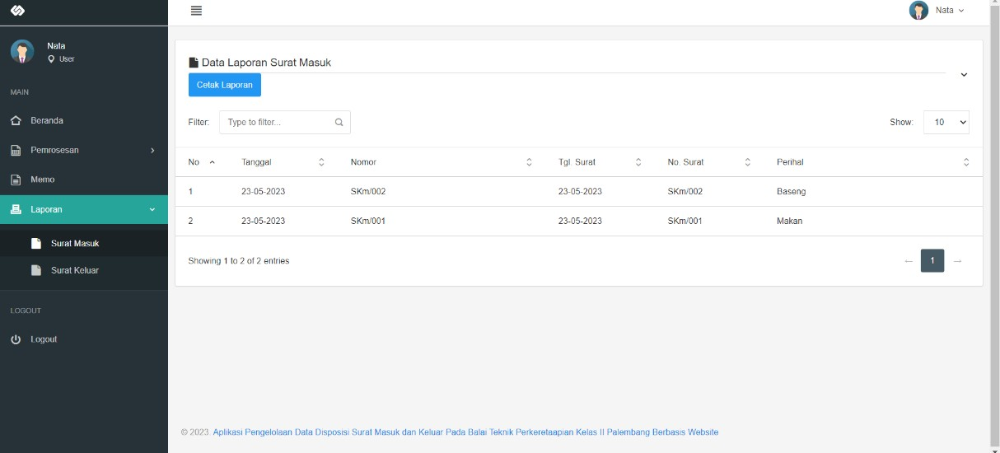 Nata
Nata
User
MAIN
Beranda
Pemrosesan
Memo
Laporan
Surat Masuk
Surat Keluar
LOGOUT
Logout
Data Laporan Surat Masuk
Cetak Laporan
Filter: Type to filter... Show: 10
No Tanggal Nomor Tgl. Surat No. Surat Perihal
1 23-05-2023 SKm/002 23-05-2023 SKm/002 Baseng
2 23-05-2023 SKm/001 23-05-2023 SKm/001 Makan
Showing 1 to 2 of 2 entries ← 1 →
© 2023. Aplikasi Pengelolaan Data Disposisi Surat Masuk dan Keluar Pada Balai Teknik Perkeretaapian Kelas II Palembang Berbasis Website